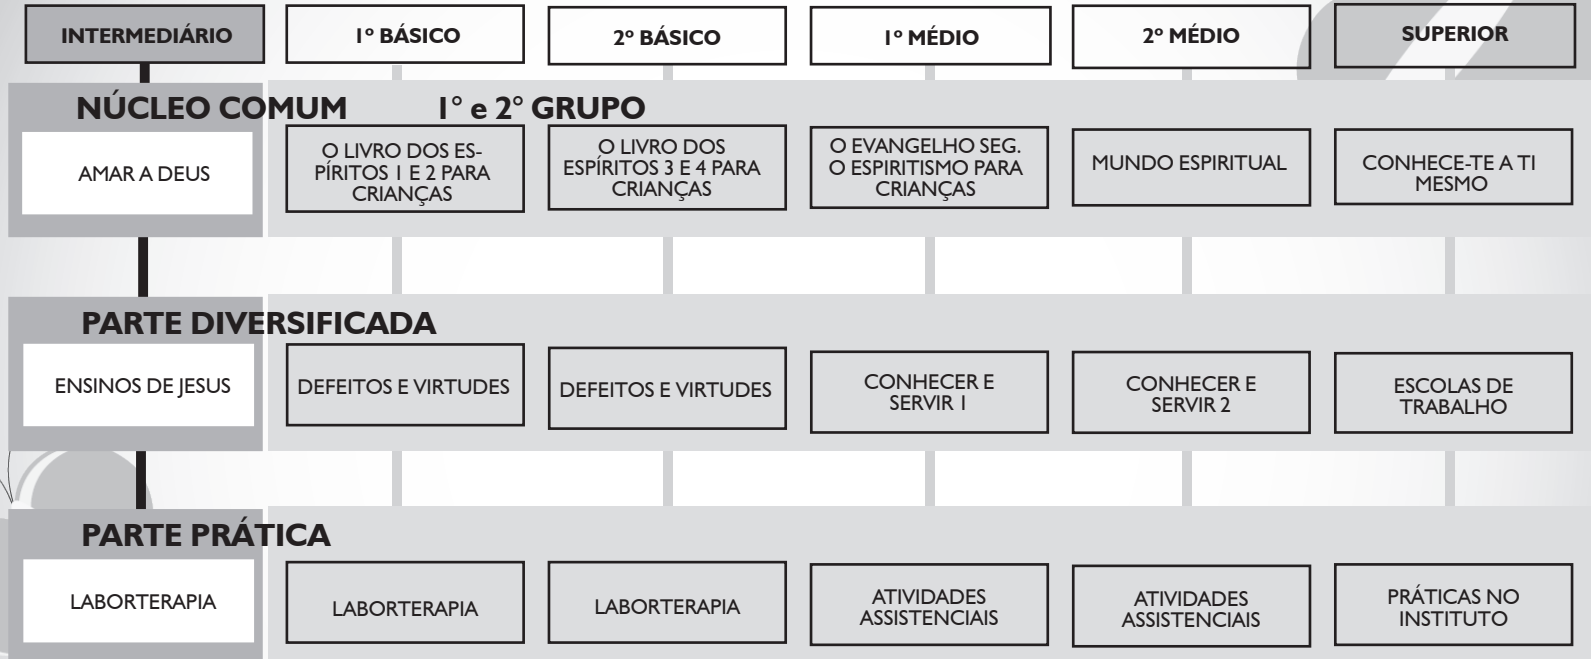 INTERMEDIÁRIO
1º BÁSICO
2º BÁSICO
1º MÉDIO
2º MÉDIO
SUPERIOR
NÚCLEO COMUM 1° e 2° GRUPO
AMAR A DEUS
O LIVRO DOS ES-
PÍRITOS 1 E 2 PARA
CRIANÇAS
O LIVRO DOS
ESPÍRITOS 3 E 4 PARA
CRIANÇAS
O EVANGELHO SEG.
O ESPIRITISMO PARA
CRIANÇAS
MUNDO ESPIRITUAL
CONHECE-TE A TI
MESMO
PARTE DIVERSIFICADA
ENSINOS DE JESUS
DEFEITOS E VIRTUDES
DEFEITOS E VIRTUDES
CONHECER E
SERVIR 1
CONHECER E
SERVIR 2
ESCOLAS DE
TRABALHO
PARTE PRÁTICA
LABORTERAPIA
LABORTERAPIA
LABORTERAPIA
ATIVIDADES
ASSISTENCIAIS
ATIVIDADES
ASSISTENCIAIS
PRÁTICAS NO
INSTITUTO